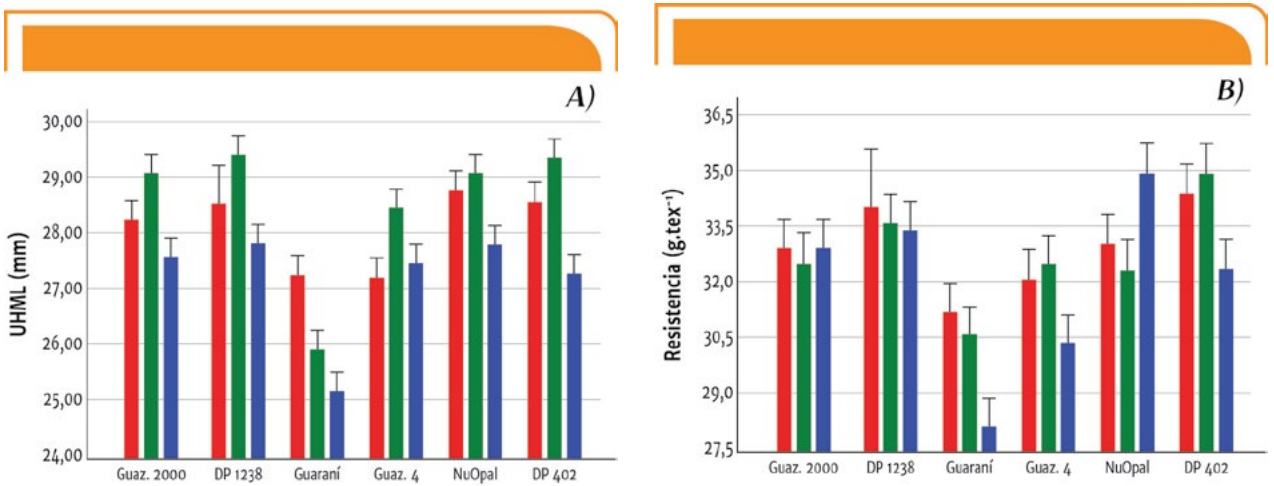 A)
UHML (mm)
30,00
29,00
28,00
27,00
26,00
25,00
24,00
Guaz. 2000 DP 1238 Guaraní Guaz. 4 NuOpal DP 402
B)
Resistencia (g.tex⁻¹)
36,5
35,0
33,5
32,0
30,5
29,0
27,5
Guaz. 2000 DP 1238 Guaraní Guaz. 4 NuOpal DP 402